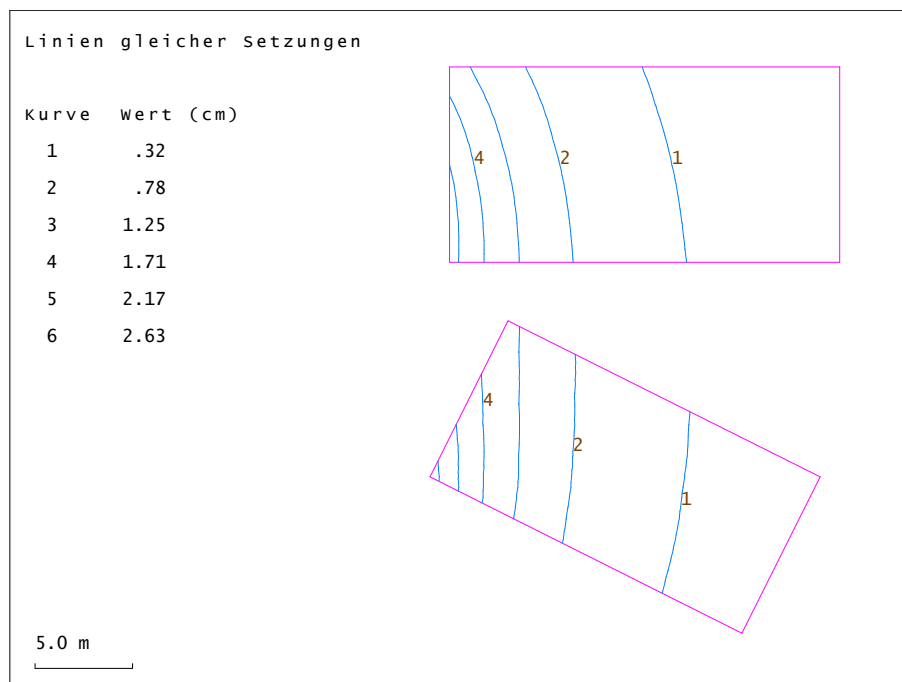 Linien gleicher Setzungen
Kurve Wert (cm)
1 .32
2 .78
3 1.25
4 1.71
5 2.17
6 2.63
4 2 1
4
2
1
5.0 m